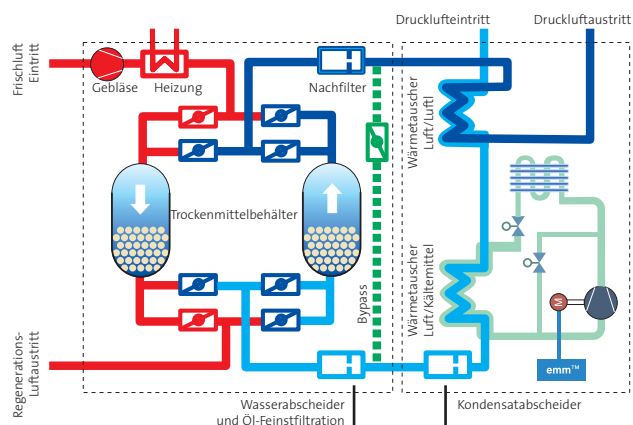 Drucklufteintritt
Druckluftaustritt
Frischluft
Eintritt
Gebläse
Heizung
Nachfilter
Wärmetauscher
Luft/Luftl
Trockenmittelbehälter
Wärmetauscher
Luft/Kältemittel
Bypass
M
emm™
Regenerations-
Luftaustritt
Wasserabscheider
und Öl-Feinstfiltration
Kondensatabscheider